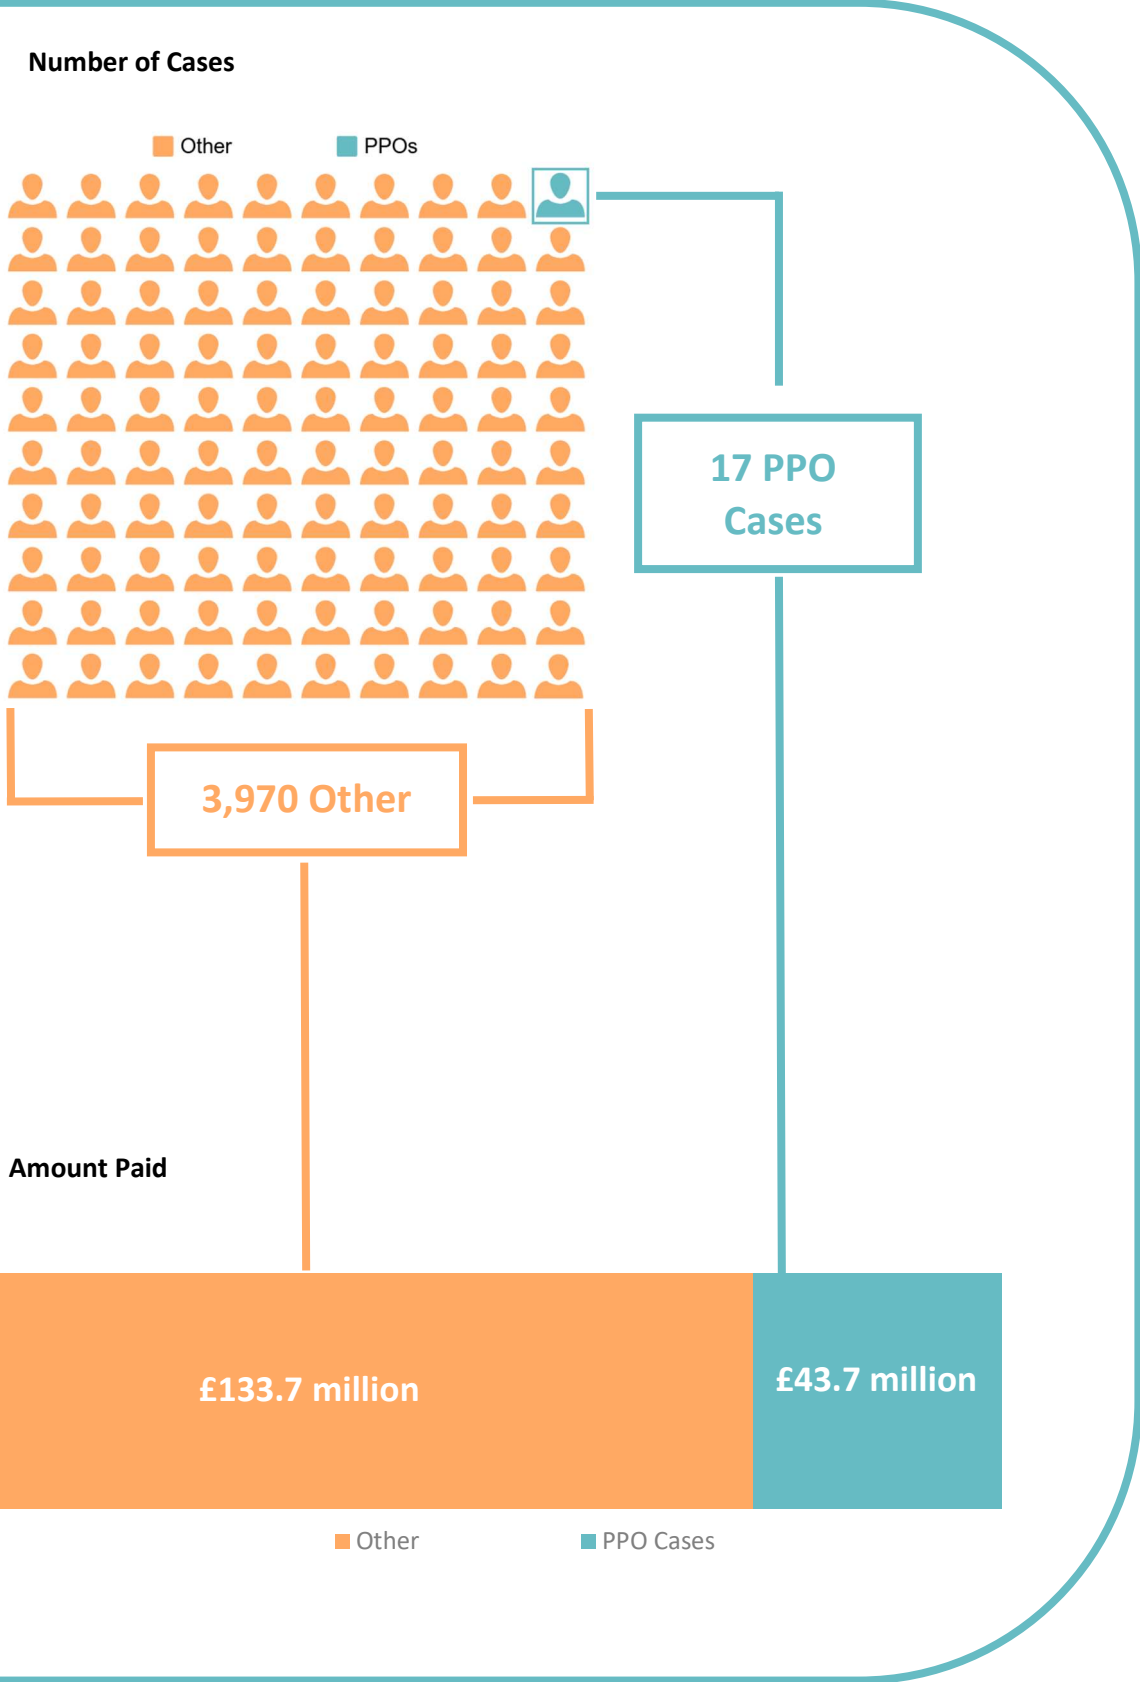 Number of Cases
Other PPOs
17 PPO
Cases
3,970 Other
Amount Paid
£133.7 million
£43.7 million
Other PPO Cases